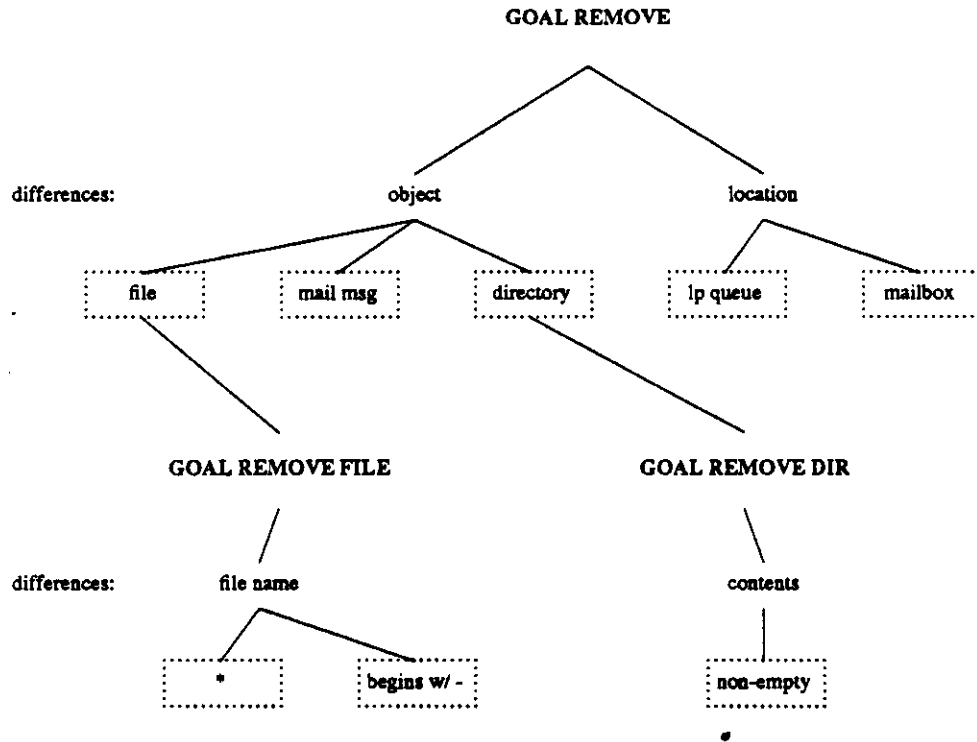 GOAL REMOVE
differences: object location
file mail msg directory lp queue mailbox
GOAL REMOVE FILE GOAL REMOVE DIR
differences: file name contents
* begins w/ - non-empty